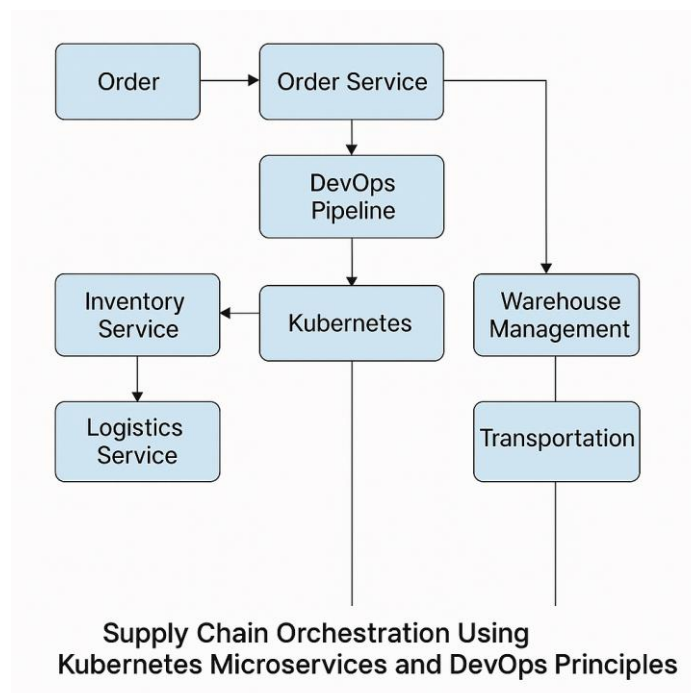 Order
Order Service
DevOps
Pipeline
Inventory
Service
Kubernetes
Warehouse
Management
Logistics
Service
Transportation
Supply Chain Orchestration Using
Kubernetes Microservices and DevOps Principles